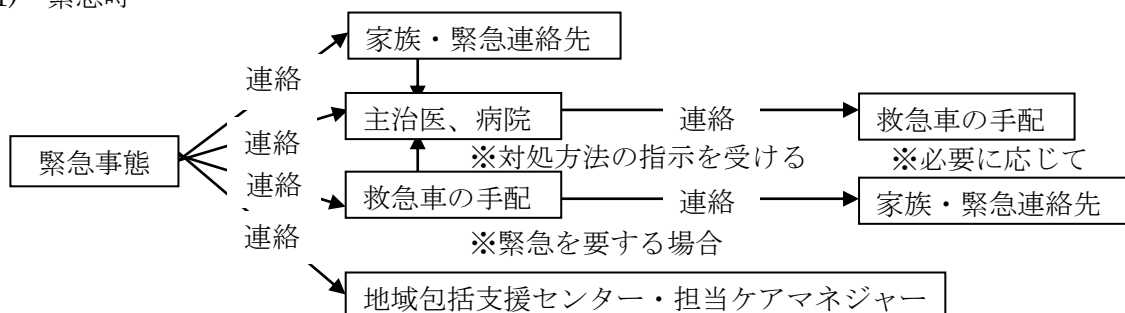 緊急時
家族・緊急連絡先
連絡
主治医、病院
連絡
救急車の手配
連絡
※対処方法の指示を受ける
※必要に応じて
緊急事態
連絡
救急車の手配
連絡
家族・緊急連絡先
連絡
※緊急を要する場合
地域包括支援センター・担当ケアマネジャー